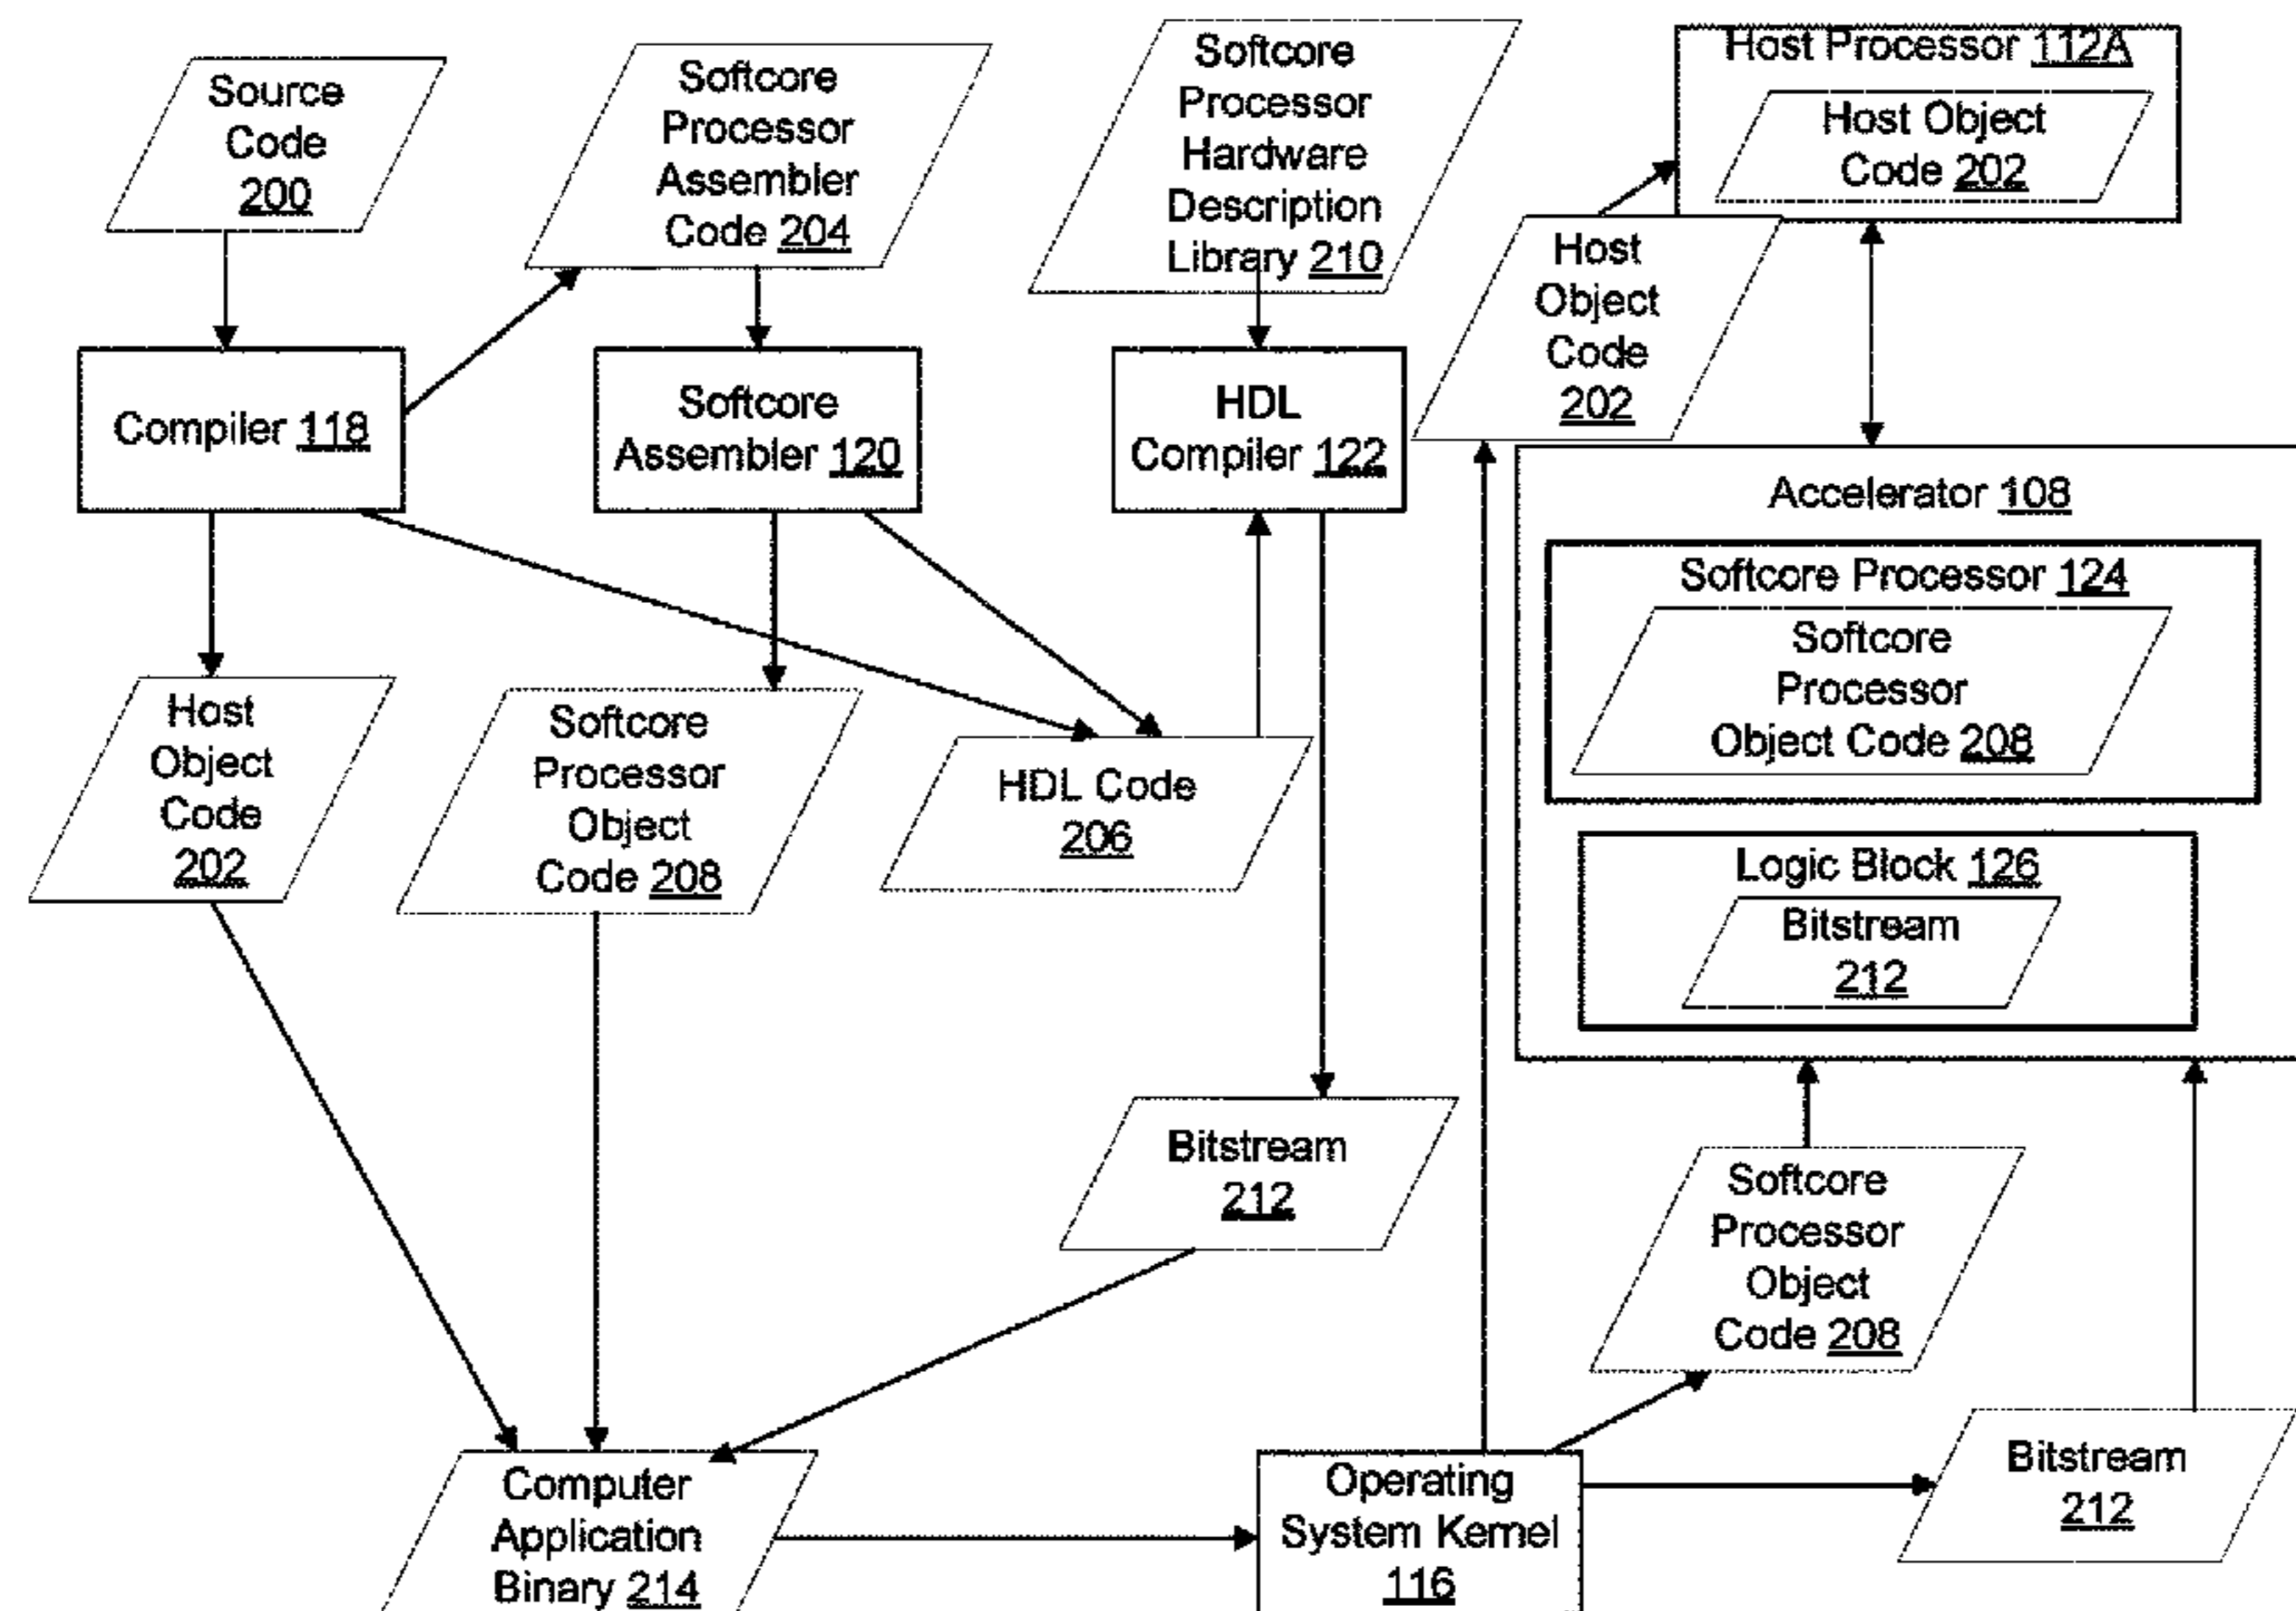 Source
Code
200
Softcore
Processor
Assembler
Code 204
Softcore
Processor
Hardware
Description
Library 210
Host Processor 112A
Host Object
Code 202
Host
Object
Code
202
Compiler 118
Softcore
Assembler 120
HDL
Compiler 122
Accelerator 108
Softcore Processor 124
Softcore
Processor
Object Code 208
Logic Block 126
Bitstream
212
Host
Object
Code
202
Softcore
Processor
Object
Code 208
HDL Code
206
Bitstream
212
Softcore
Processor
Object
Code 208
Computer
Application
Binary 214
Operating
System Kernel
116
Bitstream
212